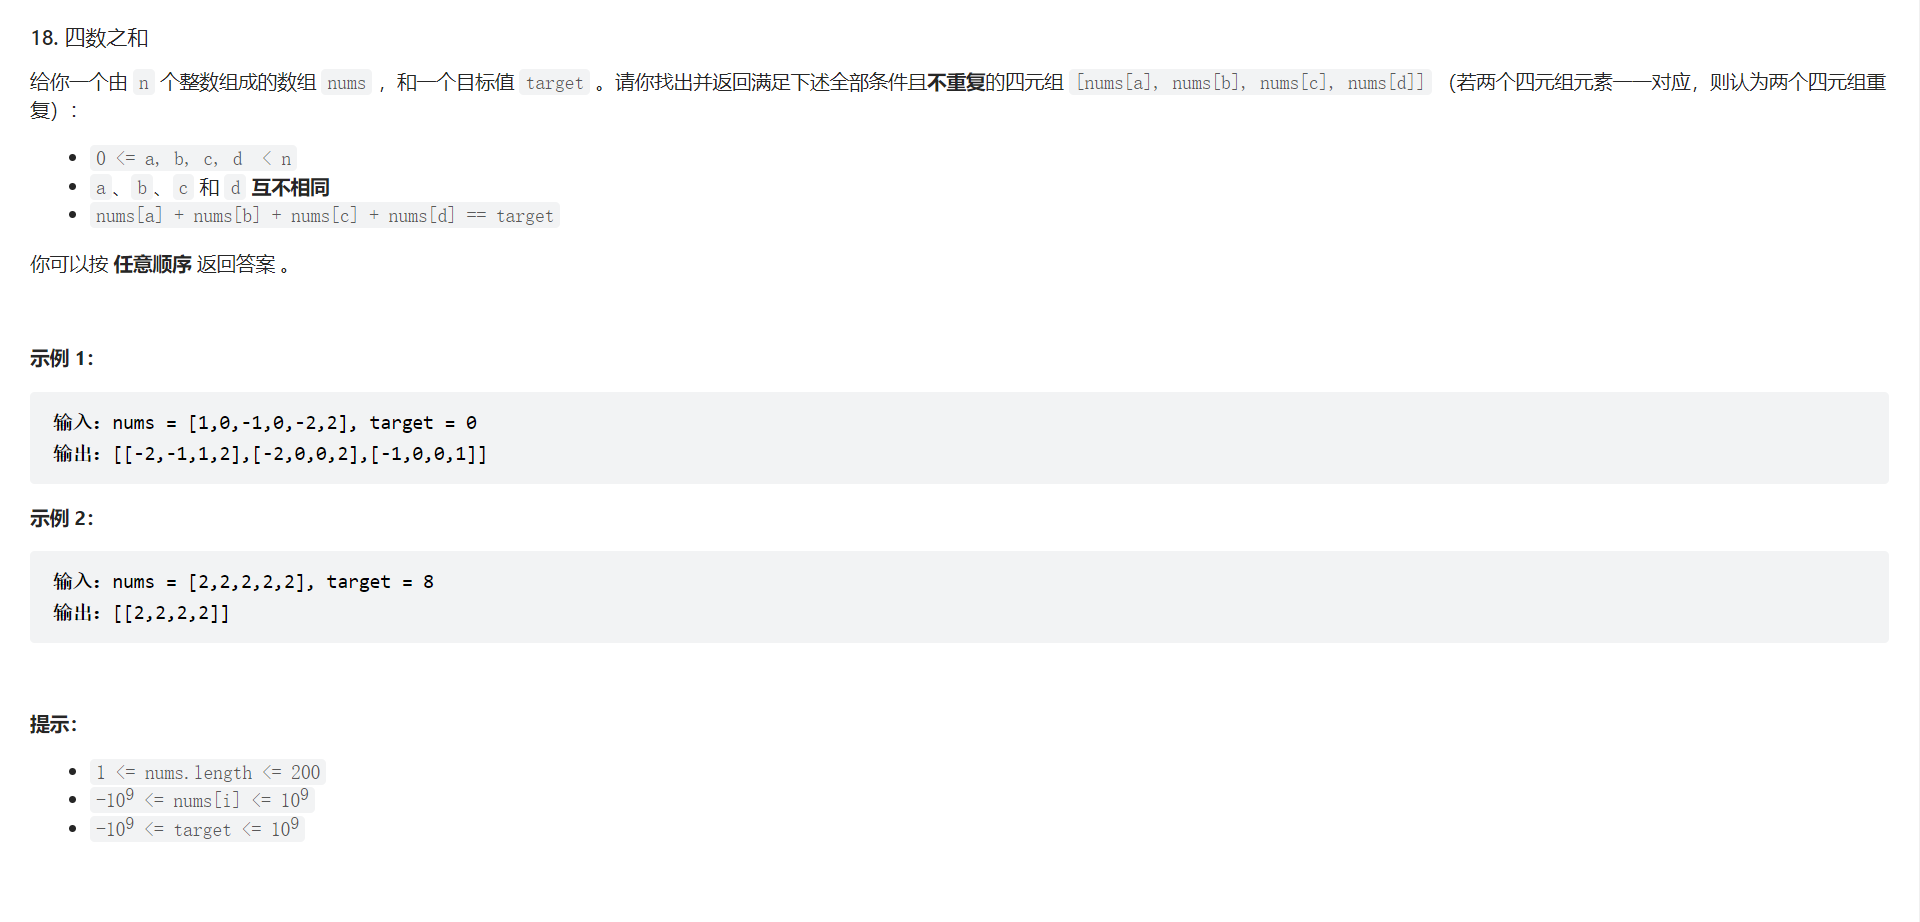 18. 四数之和
给你一个由 n 个整数组成的数组 nums ，和一个目标值 target 。请你找出并返回满足下述全部条件且不重复的四元组 [nums[a], nums[b], nums[c], nums[d]] （若两个四元组元素一一对应，则认为两个四元组重
复）：
• 0 <= a, b, c, d < n
• a、b、c 和 d 互不相同
• nums[a] + nums[b] + nums[c] + nums[d] == target
你可以按 任意顺序 返回答案 。
示例 1：
输入：nums = [1,0,-1,0,-2,2], target = 0
输出：[[-2,-1,1,2],[-2,0,0,2],[-1,0,0,1]]
示例 2：
输入：nums = [2,2,2,2,2], target = 8
输出：[[2,2,2,2]]
提示：
• 1 <= nums.length <= 200
• -10⁹ <= nums[i] <= 10⁹
• -10⁹ <= target <= 10⁹